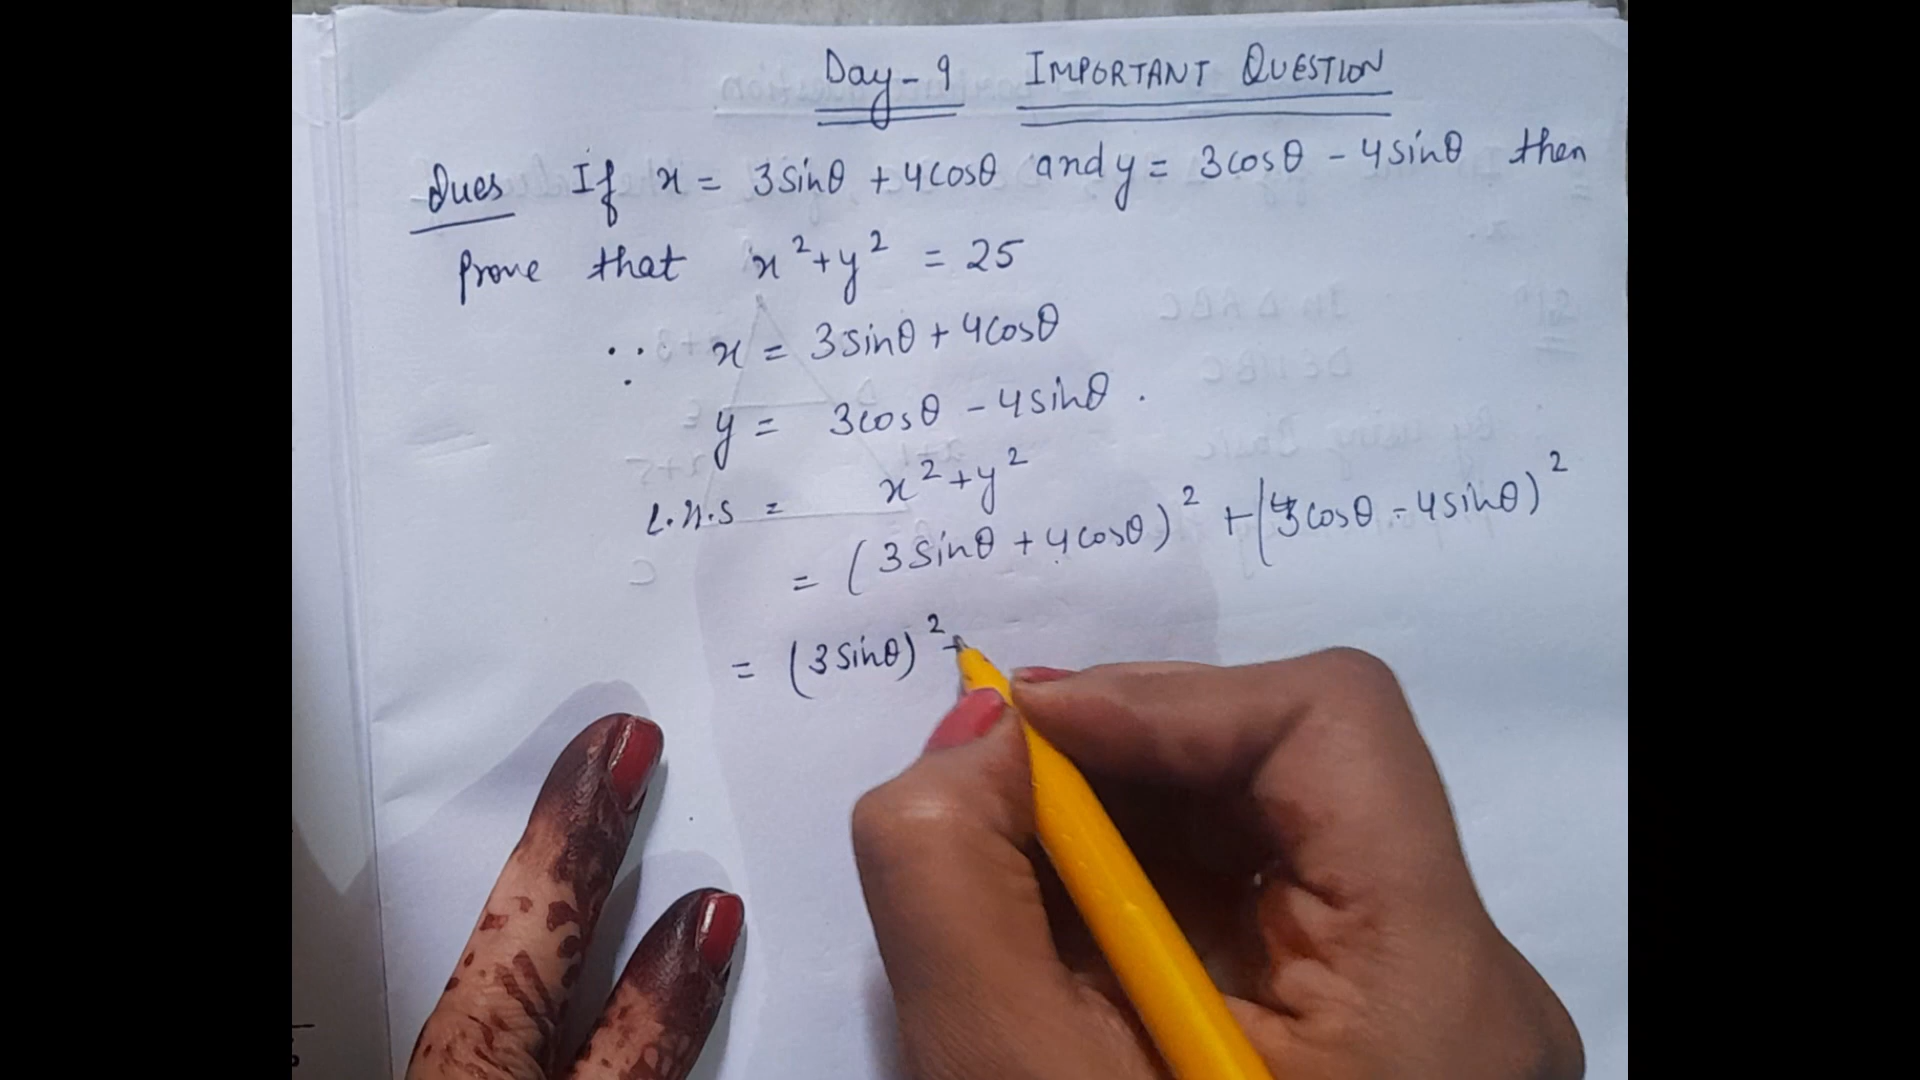 Day-9 IMPORTANT QUESTION
Ques If x = 3sinθ + 4cosθ and y = 3cosθ - 4sinθ then
Prove that x²+y² = 25
∵ x = 3sinθ + 4cosθ
y = 3cosθ - 4sinθ.
L.H.S = x²+y²
= (3sinθ + 4cosθ)² + (3cosθ - 4sinθ)²
= (3sinθ)² +